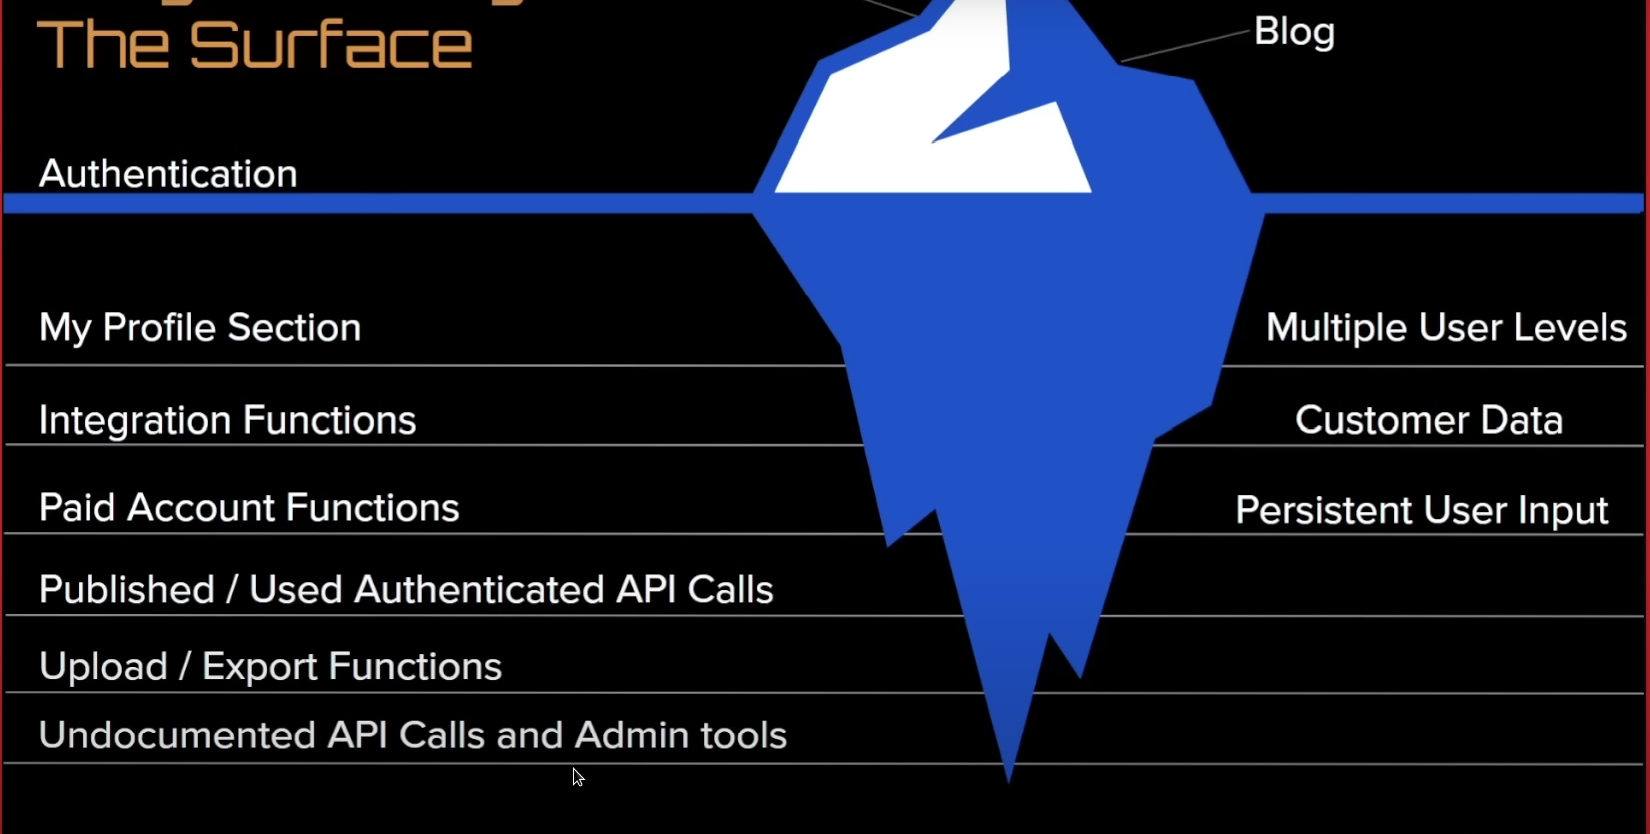 The Surface
Blog
Authentication
My Profile Section
Multiple User Levels
Integration Functions
Customer Data
Paid Account Functions
Persistent User Input
Published / Used Authenticated API Calls
Upload / Export Functions
Undocumented API Calls and Admin tools